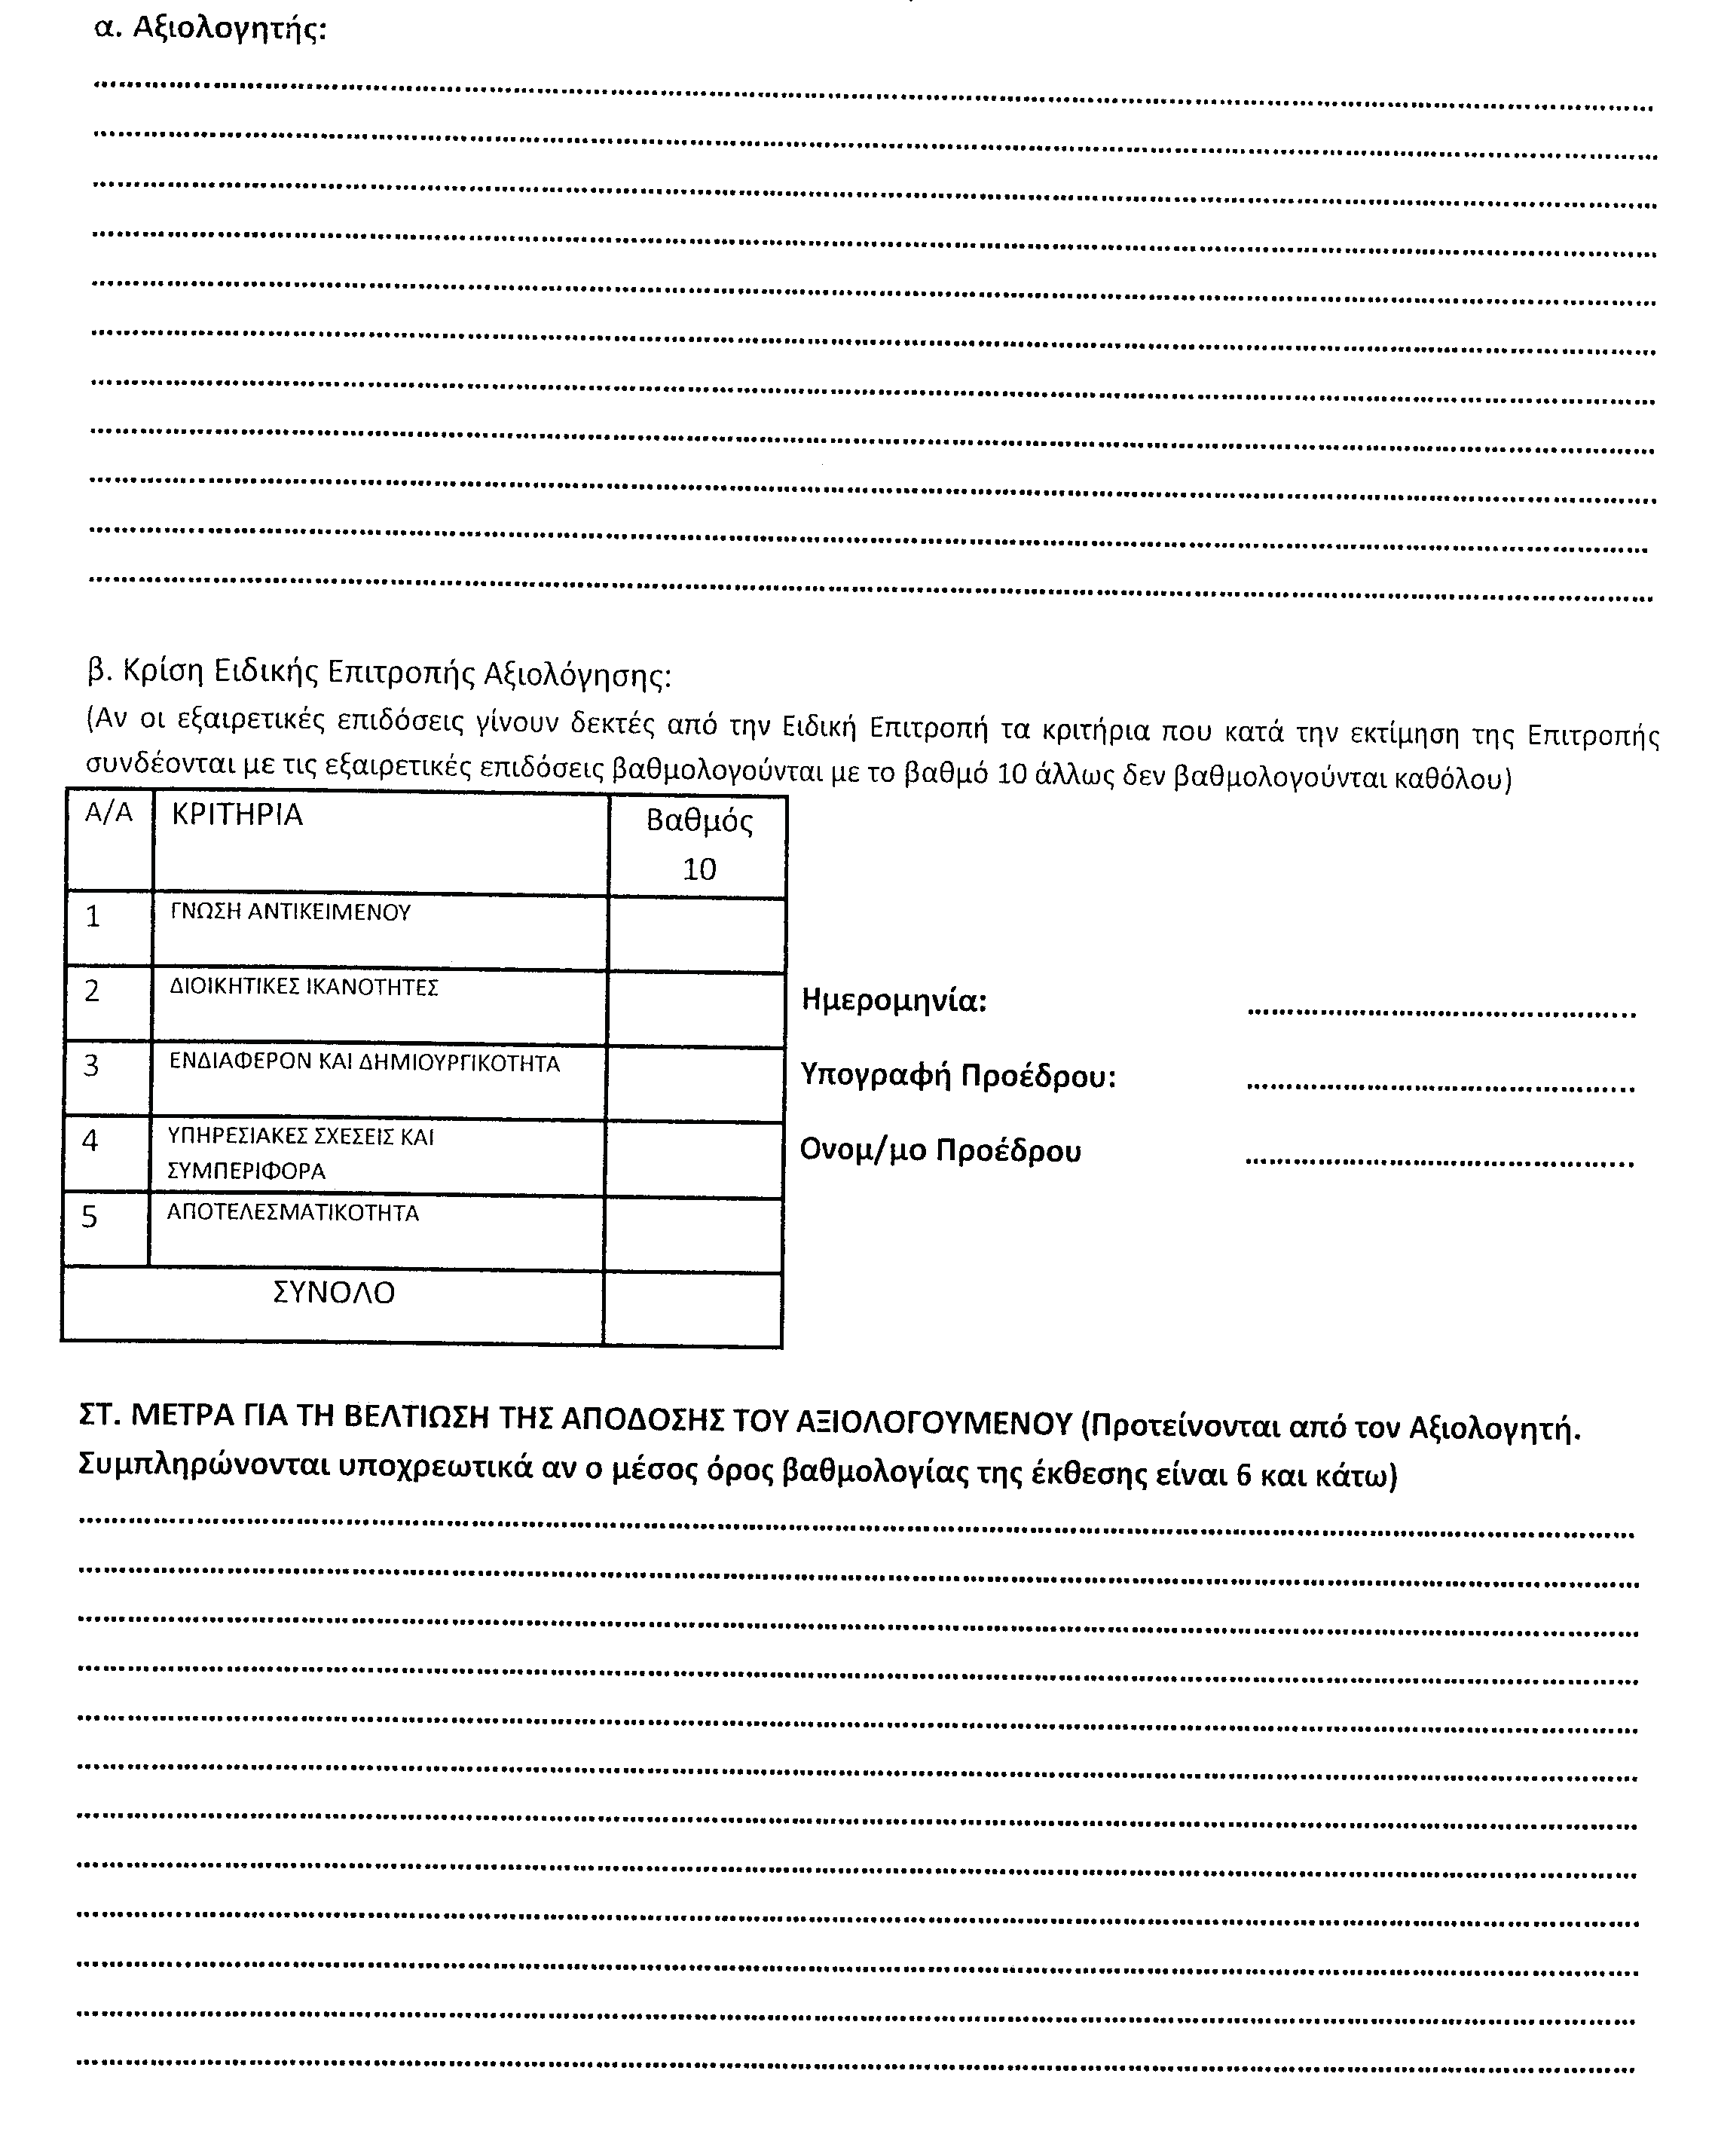 α. Αξιολογητής:
β. Κρίση Ειδικής Επιτροπής Αξιολόγησης:
(Αν οι εξαιρετικές επιδόσεις γίνουν δεκτές από την Ειδική Επιτροπή τα κριτήρια που κατά την εκτίμηση της Επιτροπής
συνδέονται με τις εξαιρετικές επιδόσεις βαθμολογούνται με το βαθμό 10 άλλως δεν βαθμολογούνται καθόλου)
Α/Α ΚΡΙΤΗΡΙΑ Βαθμός
10
1 ΓΝΩΣΗ ΑΝΤΙΚΕΙΜΕΝΟΥ
2 ΔΙΟΙΚΗΤΙΚΕΣ ΙΚΑΝΟΤΗΤΕΣ
3 ΕΝΔΙΑΦΕΡΟΝ ΚΑΙ ΔΗΜΙΟΥΡΓΙΚΟΤΗΤΑ
4 ΥΠΗΡΕΣΙΑΚΕΣ ΣΧΕΣΕΙΣ ΚΑΙ
ΣΥΜΠΕΡΙΦΟΡΑ
5 ΑΠΟΤΕΛΕΣΜΑΤΙΚΟΤΗΤΑ
ΣΥΝΟΛΟ
Ημερομηνία:
Υπογραφή Προέδρου:
Ονομ/μο Προέδρου
ΣΤ. ΜΕΤΡΑ ΓΙΑ ΤΗ ΒΕΛΤΙΩΣΗ ΤΗΣ ΑΠΟΔΟΣΗΣ ΤΟΥ ΑΞΙΟΛΟΓΟΥΜΕΝΟΥ (Προτείνονται από τον Αξιολογητή.
Συμπληρώνονται υποχρεωτικά αν ο μέσος όρος βαθμολογίας της έκθεσης είναι 6 και κάτω)